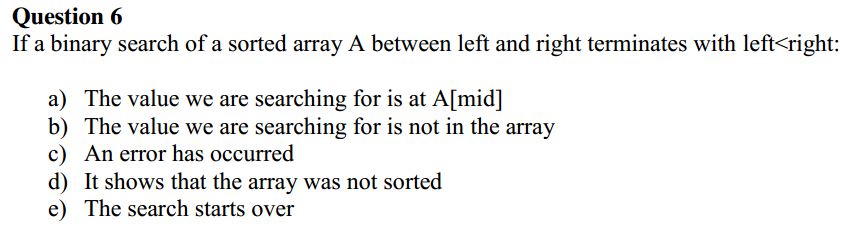 Question 6
If a binary search of a sorted array A between left and right terminates with left<right:
a) The value we are searching for is at A[mid]
b) The value we are searching for is not in the array
c) An error has occurred
d) It shows that the array was not sorted
e) The search starts over